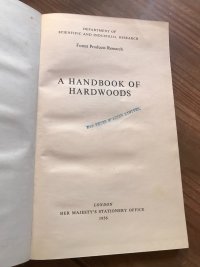 DEPARTMENT OF
SCIENTIFIC AND INDUSTRIAL RESEARCH
Forest Products Research
A HANDBOOK OF
HARDWOODS
LONDON
HER MAJESTY'S STATIONERY OFFICE
1956